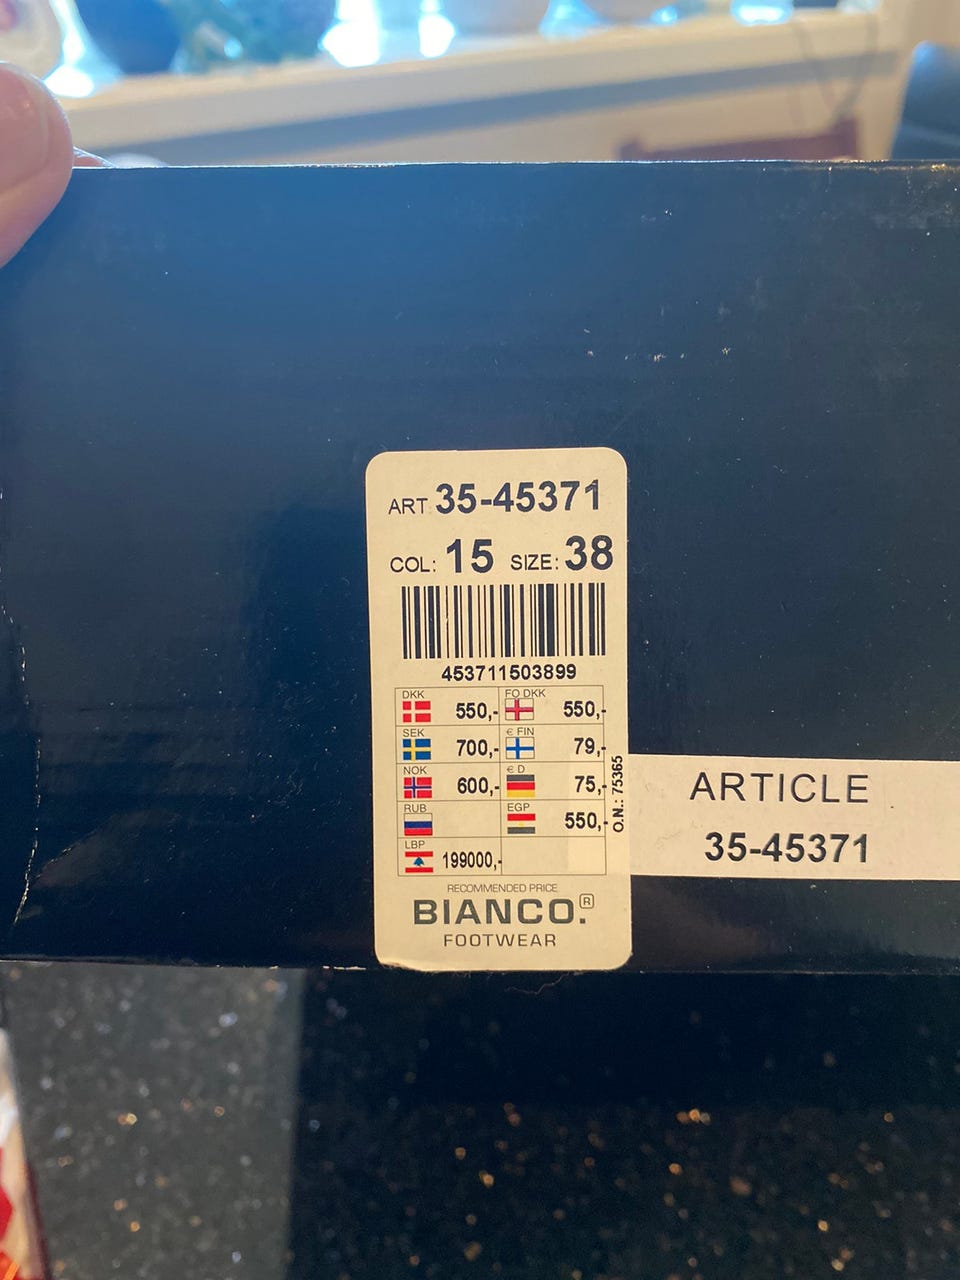 ART 35-45371
COL: 15 SIZE: 38
453711503899
DKK 550,- FO DKK 550,-
SEK 700,- € FIN 79,-
NOK 600,- € D 75,-
RUB EGP 550,-
LBP 199000,-
O.N.: 75365
RECOMMENDED PRICE
BIANCO.®
FOOTWEAR
ARTICLE
35-45371